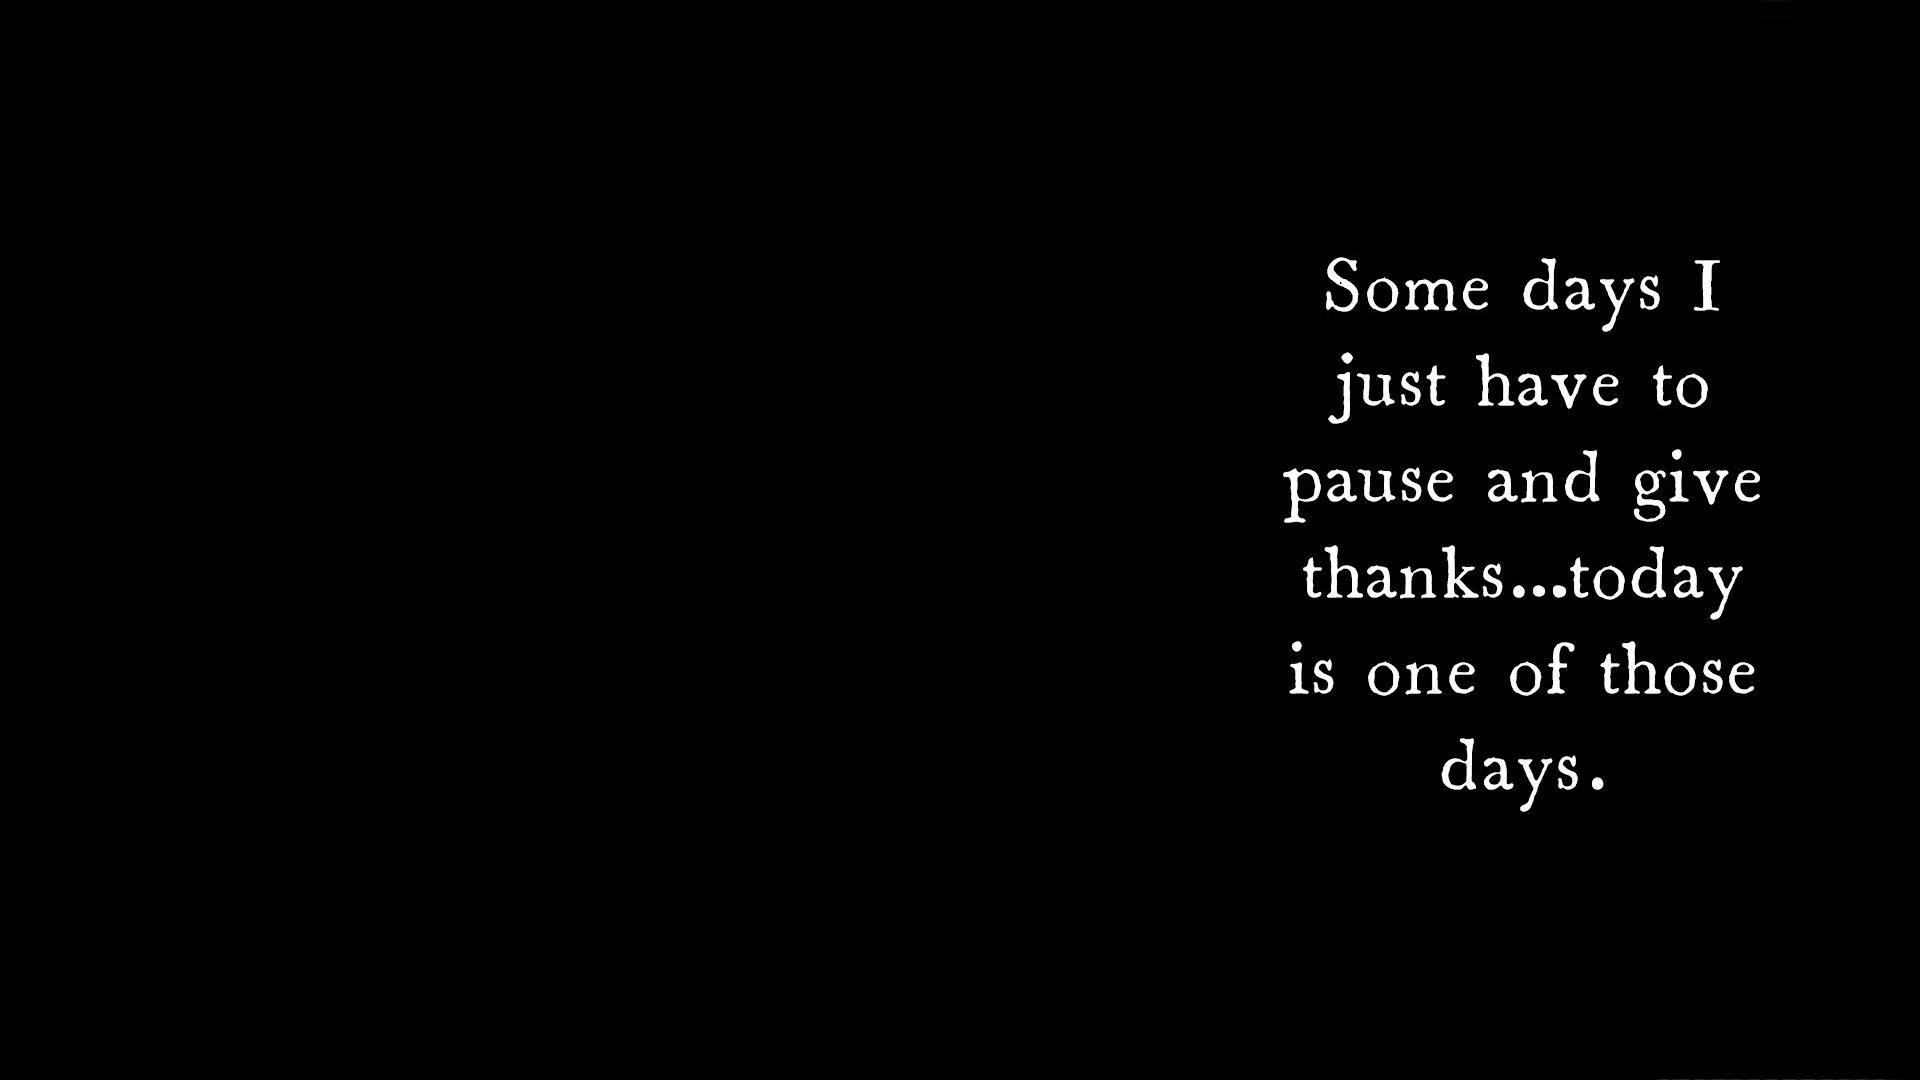 Some days I
just have to
pause and give
thanks...today
is one of those
days.